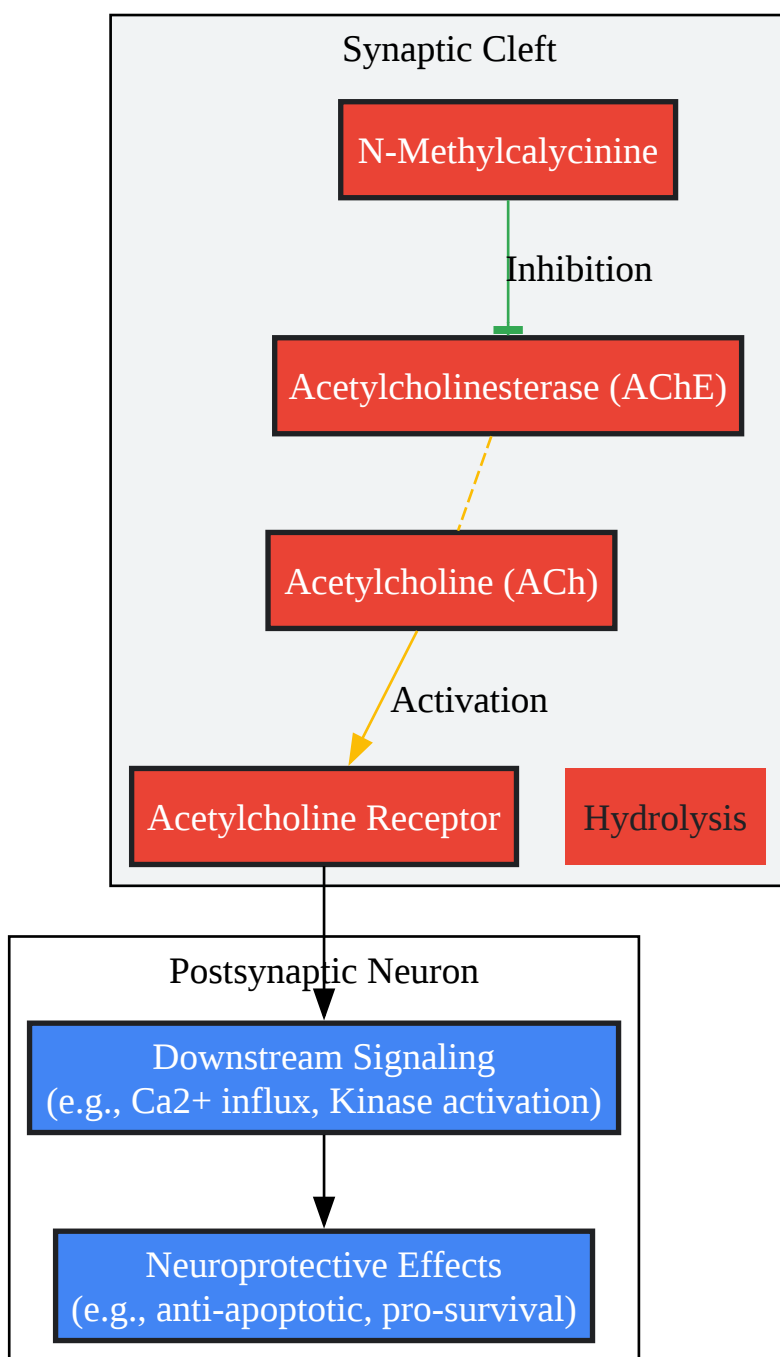 Synaptic Cleft
N-Methylcalycinine
Inhibition
Acetylcholinesterase (AChE)
Acetylcholine (ACh)
Activation
Acetylcholine Receptor
Hydrolysis
Postsynaptic Neuron
Downstream Signaling
(e.g., Ca2+ influx, Kinase activation)
Neuroprotective Effects
(e.g., anti-apoptotic, pro-survival)